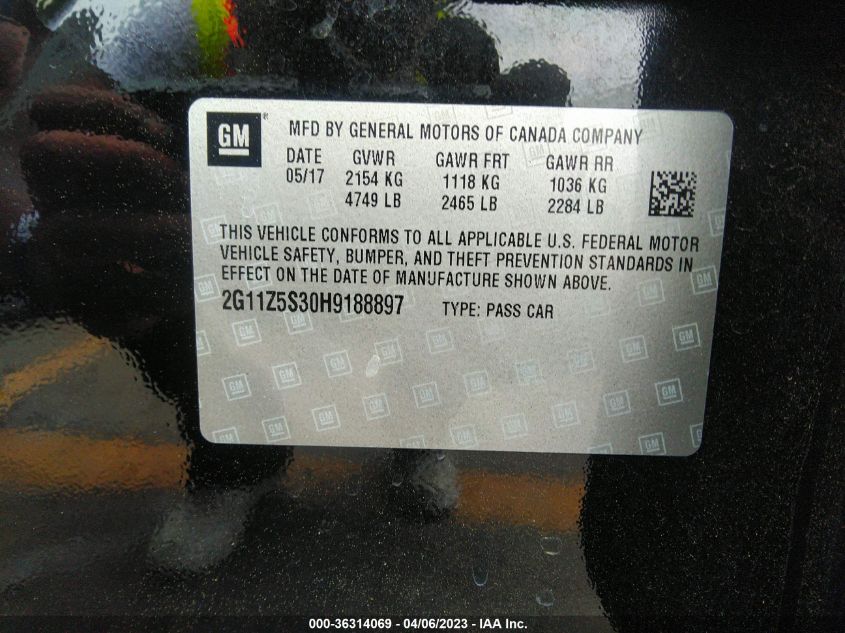 GM ® MFD BY GENERAL MOTORS OF CANADA COMPANY
DATE GVWR GAWR FRT GAWR RR
05/17 2154 KG 1118 KG 1036 KG
4749 LB 2465 LB 2284 LB
THIS VEHICLE CONFORMS TO ALL APPLICABLE U.S. FEDERAL MOTOR
VEHICLE SAFETY, BUMPER, AND THEFT PREVENTION STANDARDS IN
EFFECT ON THE DATE OF MANUFACTURE SHOWN ABOVE.
2G11Z5S30H9188897 TYPE: PASS CAR
000-36314069 - 04/06/2023 - IAA Inc.